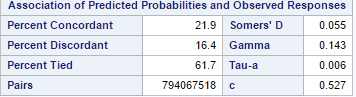 Association of Predicted Probabilities and Observed Responses
Percent Concordant 21.9 Somers' D 0.055
Percent Discordant 16.4 Gamma 0.143
Percent Tied 61.7 Tau-a 0.006
Pairs 794067518 c 0.527